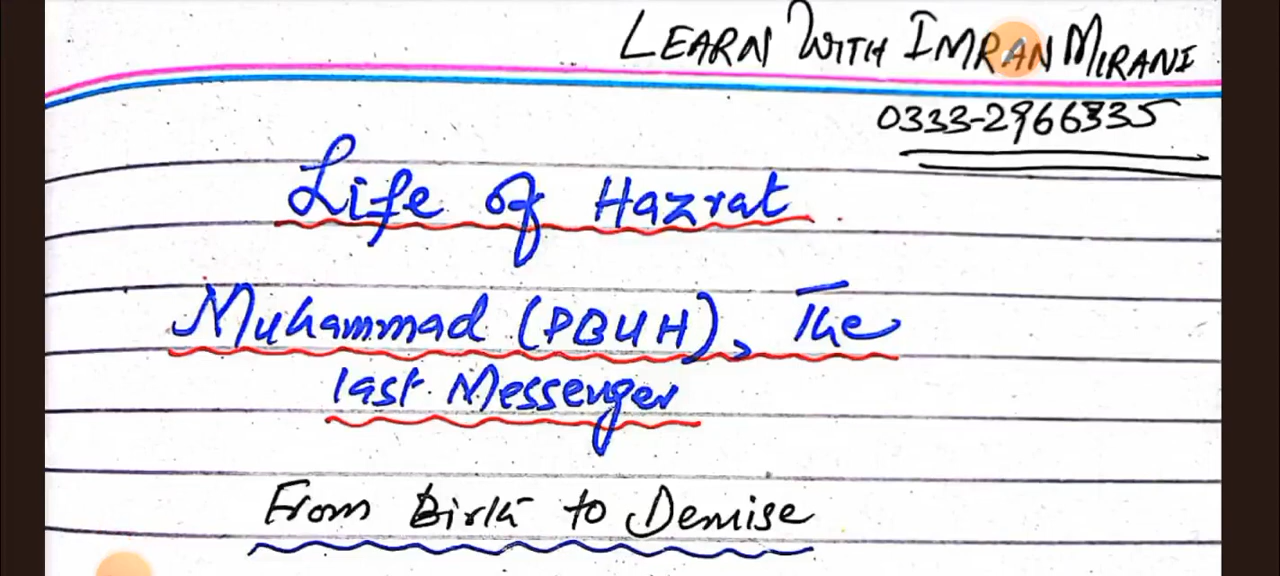 LEARN WITH IMRAN MIRANI
0333-2966335
Life of Hazrat
Muhammad (PBUH), The
last Messenger
From Birth to Demise